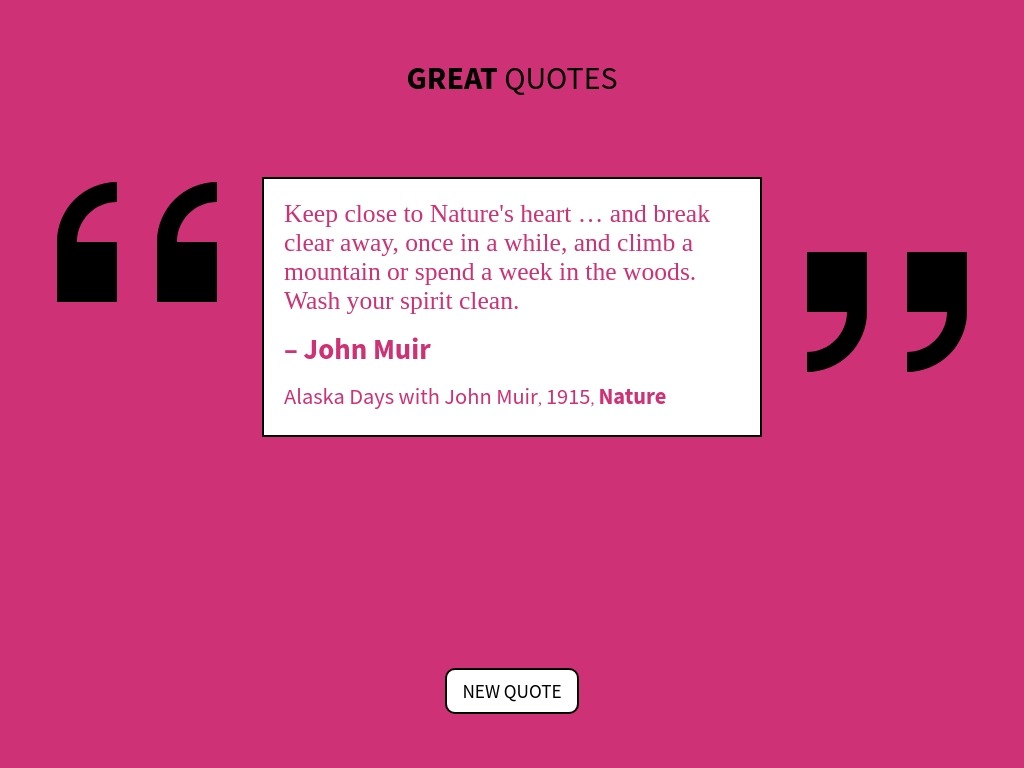 GREAT QUOTES
Keep close to Nature's heart … and break
clear away, once in a while, and climb a
mountain or spend a week in the woods.
Wash your spirit clean.
– John Muir
Alaska Days with John Muir, 1915, Nature
NEW QUOTE